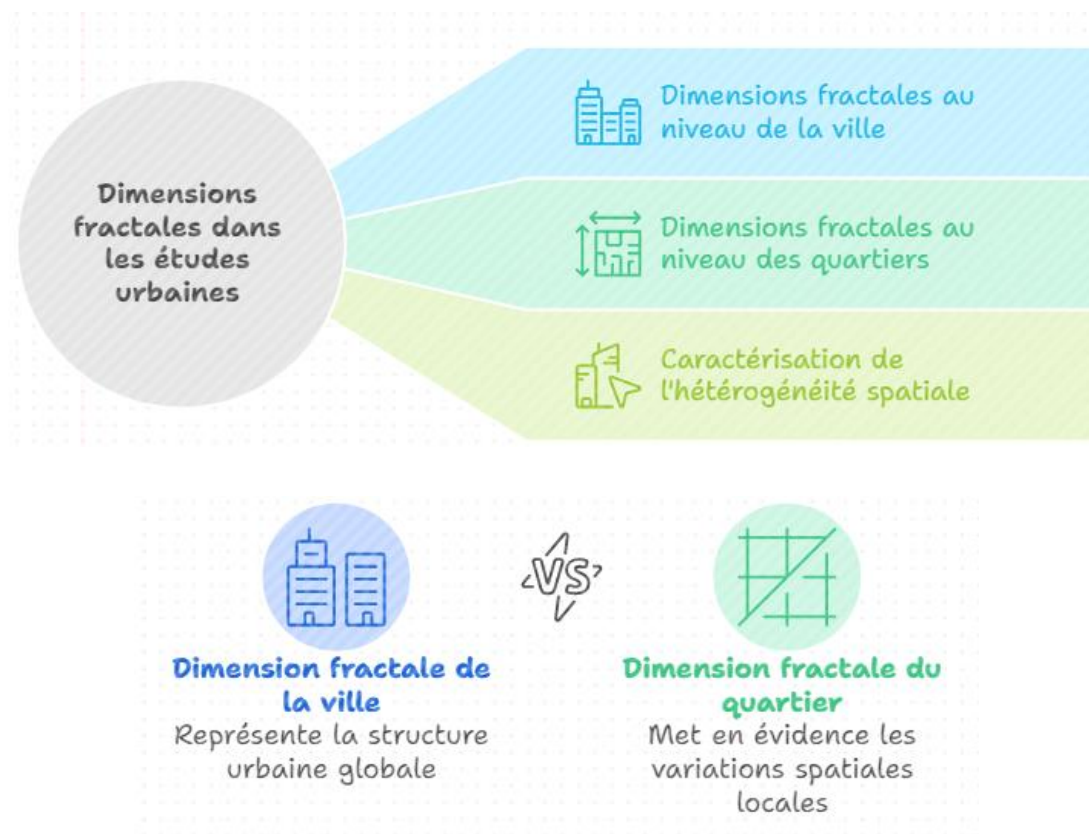 Dimensions
fractales dans
les études
urbaines
Dimensions fractales au
niveau de la ville
Dimensions fractales au
niveau des quartiers
Caractérisation de
l'hétérogénéité spatiale
VS
Dimension fractale de
la ville
Représente la structure
urbaine globale
Dimension fractale du
quartier
Met en évidence les
variations spatiales
locales